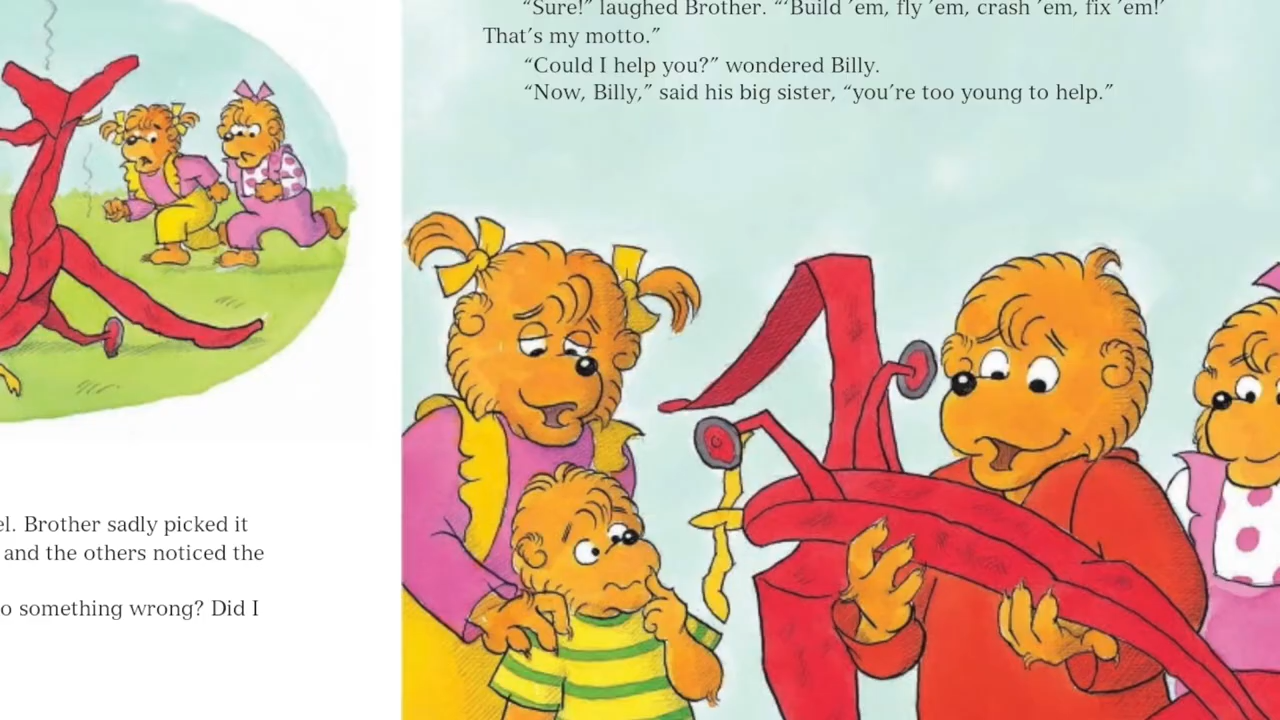 el. Brother sadly picked it
and the others noticed the
o something wrong? Did I
“Sure!” laughed Brother. “‘Build ’em, fly ’em, crash ’em, fix ’em!’
That’s my motto.”
“Could I help you?” wondered Billy.
“Now, Billy,” said his big sister, “you’re too young to help.”